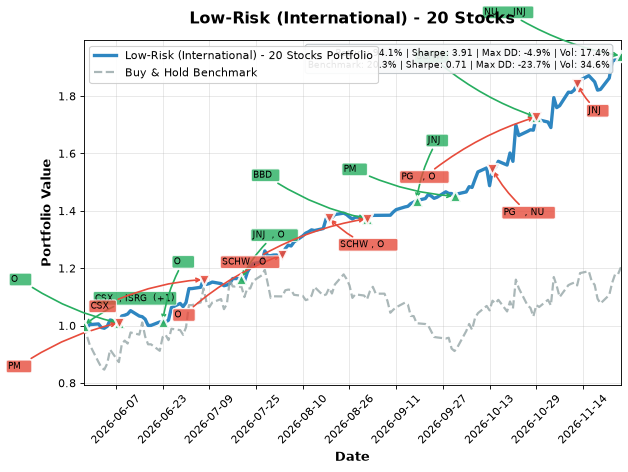 Low-Risk (International) - 20 Stocks
NU , JNJ
Low-Risk (International) - 20 Stocks Portfolio
4.1% | Sharpe: 3.91 | Max DD: -4.9% | Vol: 17.4%
Buy & Hold Benchmark
.3% | Sharpe: 0.71 | Max DD: -23.7% | Vol: 34.6%
JNJ
JNJ
PM
BBD
PG , O
PG , NU
JNJ , O
SCHW , O
SCHW , O
O
O
CSX , ISRG (+1)
CSX
O
PM
Portfolio Value
1.8
1.6
1.4
1.2
1.0
0.8
2026-06-07
2026-06-23
2026-07-09
2026-07-25
2026-08-10
2026-08-26
2026-09-11
2026-09-27
2026-10-13
2026-10-29
2026-11-14
Date